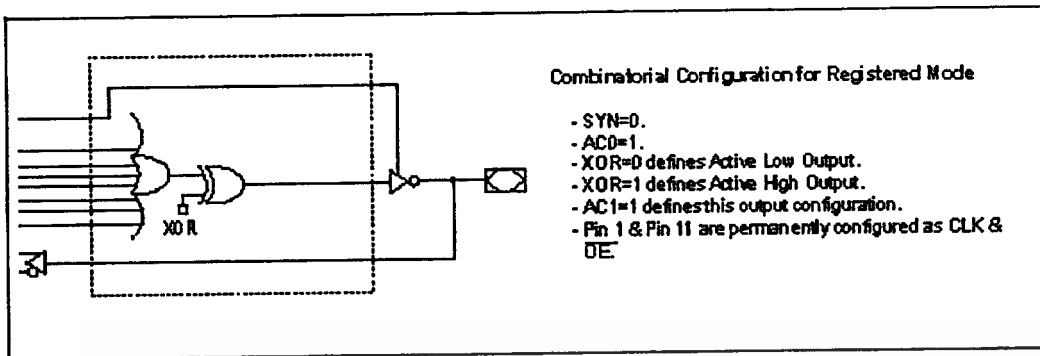 Combinatorial Configuration for Registered Mode
- SYN=0.
- AC0=1.
- XOR=0 defines Active Low Output.
- XOR=1 defines Active High Output.
- AC1=1 defines this output configuration.
- Pin 1 & Pin 11 are permanently configured as CLK &
OE.
XOR